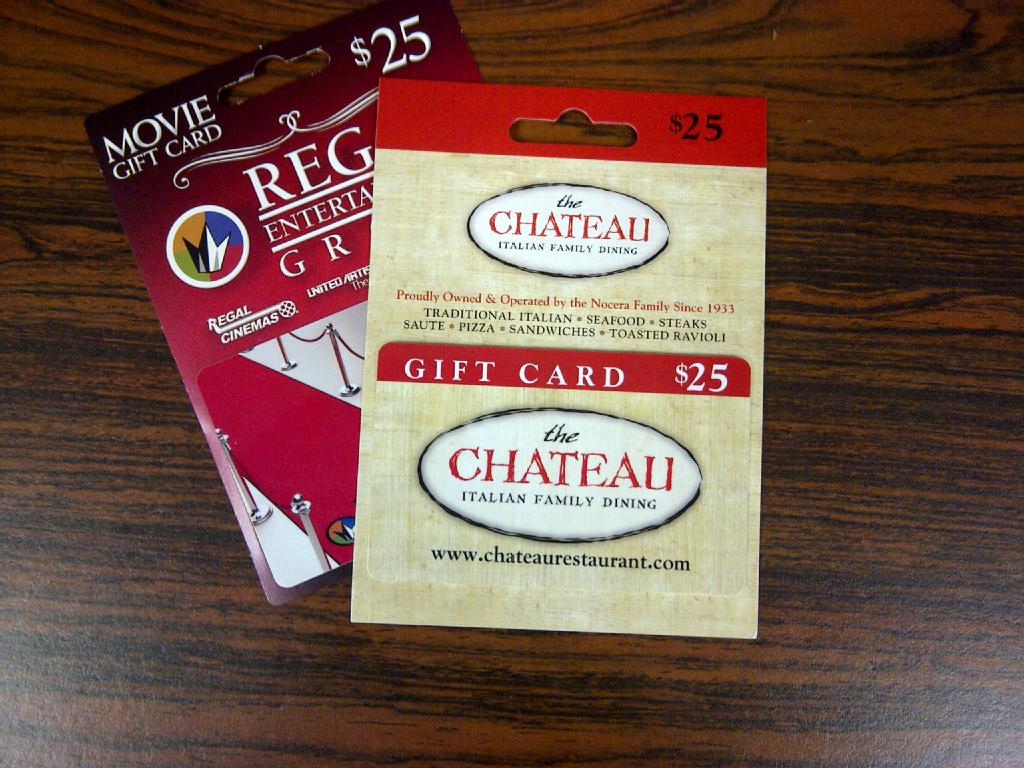 $25
MOVIE
GIFT CARD
REG
ENTERTA
G R
REGAL
CINEMAS
UNITED ARTIS
The
$25
the
CHATEAU
ITALIAN FAMILY DINING
Proudly Owned & Operated by the Nocera Family Since 1933
TRADITIONAL ITALIAN * SEAFOOD * STEAKS
SAUTE * PIZZA * SANDWICHES * TOASTED RAVIOLI
GIFT CARD $25
the
CHATEAU
ITALIAN FAMILY DINING
www.chateaurestaurant.com